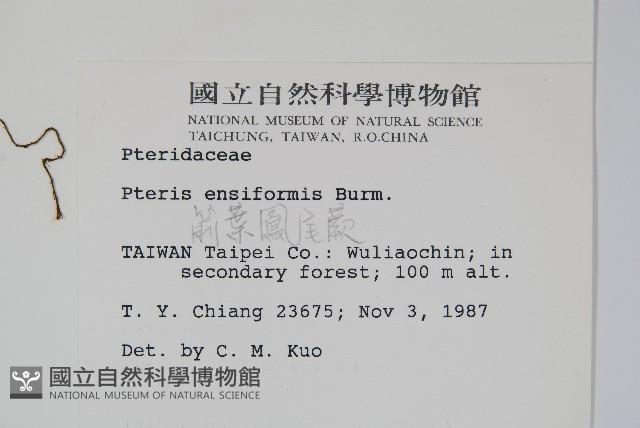 國立自然科學博物館
NATIONAL MUSEUM OF NATURAL SCIENCE
TAICHUNG, TAIWAN, R.O.CHINA
Pteridaceae
Pteris ensiformis Burm.
箭葉鳳尾蕨
TAIWAN Taipei Co.: Wuliaochin; in
secondary forest; 100 m alt.
T. Y. Chiang 23675; Nov 3, 1987
Det. by C. M. Kuo
國立自然科學博物館
NATIONAL MUSEUM OF NATURAL SCIENCE